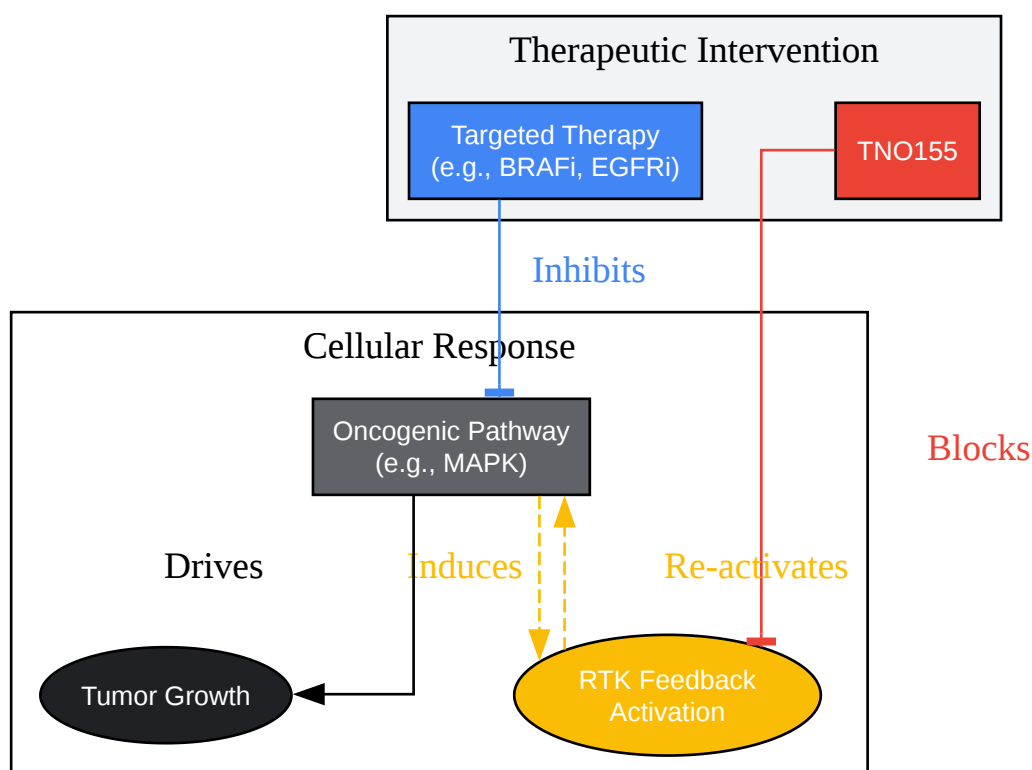 Therapeutic Intervention
Targeted Therapy
(e.g., BRAFi, EGFRi)
TNO155
Inhibits
Cellular Response
Oncogenic Pathway
(e.g., MAPK)
Blocks
Drives
Induces
Re-activates
Tumor Growth
RTK Feedback
Activation